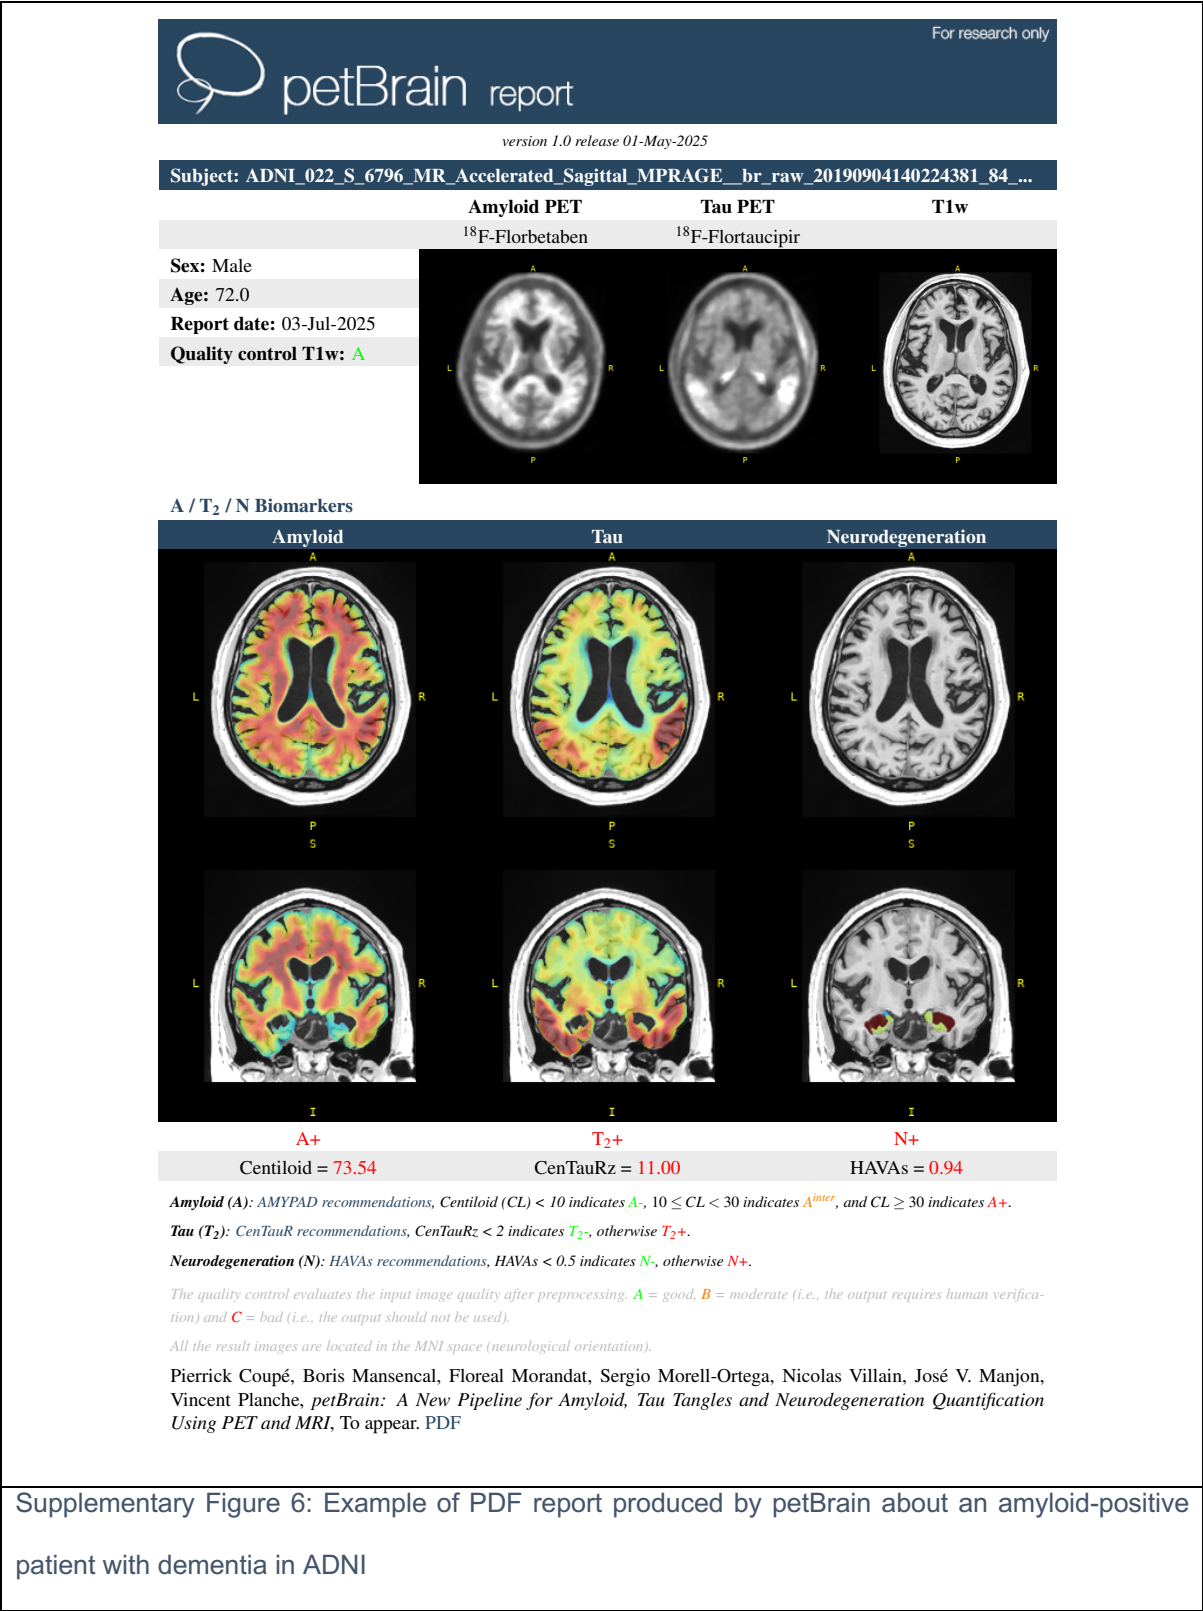 For research only
petBrain report
version 1.0 release 01-May-2025
Subject: ADNI_022_S_6796_MR_Accelerated_Sagittal_MPRAGE__br_raw_20190904140224381_84_...
Amyloid PET Tau PET T1w
¹⁸F-Florbetaben ¹⁸F-Flortaucipir
Sex: Male
Age: 72.0
Report date: 03-Jul-2025
Quality control T1w: A
A A A
L R L R L R
P P P
A / T₂ / N Biomarkers
Amyloid Tau Neurodegeneration
A A A
L R L R L R
P P P
S S S
L R L R L R
I I I
A+ T₂+ N+
Centiloid = 73.54 CenTauRz = 11.00 HAVAs = 0.94
Amyloid (A): AMYPAD recommendations, Centiloid (CL) < 10 indicates A-, 10 ≤ CL < 30 indicates Aⁱⁿᵗᵉʳ, and CL ≥ 30 indicates A+.
Tau (T₂): CenTauR recommendations, CenTauRz < 2 indicates T₂-, otherwise T₂+.
Neurodegeneration (N): HAVAs recommendations, HAVAs < 0.5 indicates N-, otherwise N+.
The quality control evaluates the input image quality after preprocessing. A = good, B = moderate (i.e., the output requires human verifica-
tion) and C = bad (i.e., the output should not be used).
All the result images are located in the MNI space (neurological orientation).
Pierrick Coupé, Boris Mansencal, Floreal Morandat, Sergio Morell-Ortega, Nicolas Villain, José V. Manjon,
Vincent Planche, petBrain: A New Pipeline for Amyloid, Tau Tangles and Neurodegeneration Quantification
Using PET and MRI, To appear. PDF
Supplementary Figure 6: Example of PDF report produced by petBrain about an amyloid-positive
patient with dementia in ADNI